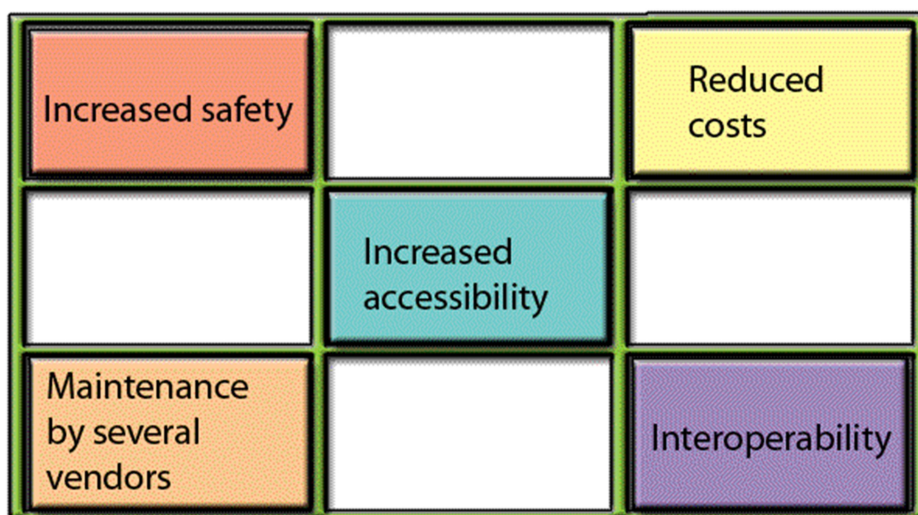 Increased safety
Reduced
costs
Increased
accessibility
Maintenance
by several
vendors
Interoperability